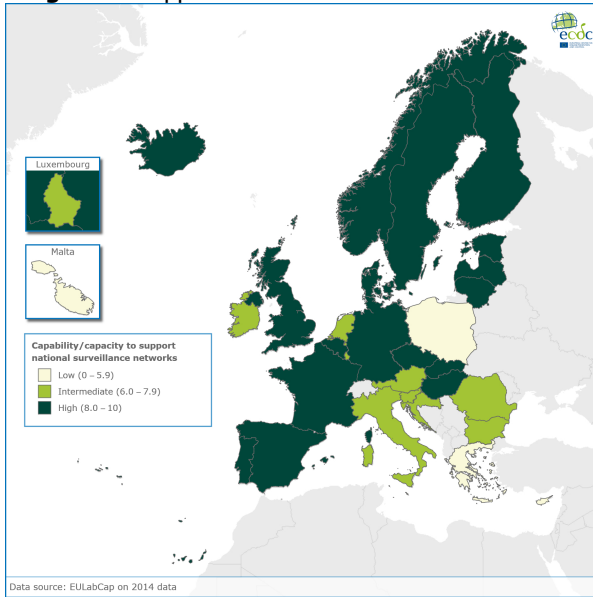 ecdc
Luxembourg
Malta
Capability/capacity to support
national surveillance networks
Low (0 – 5.9)
Intermediate (6.0 – 7.9)
High (8.0 – 10)
Data source: EULabCap on 2014 data